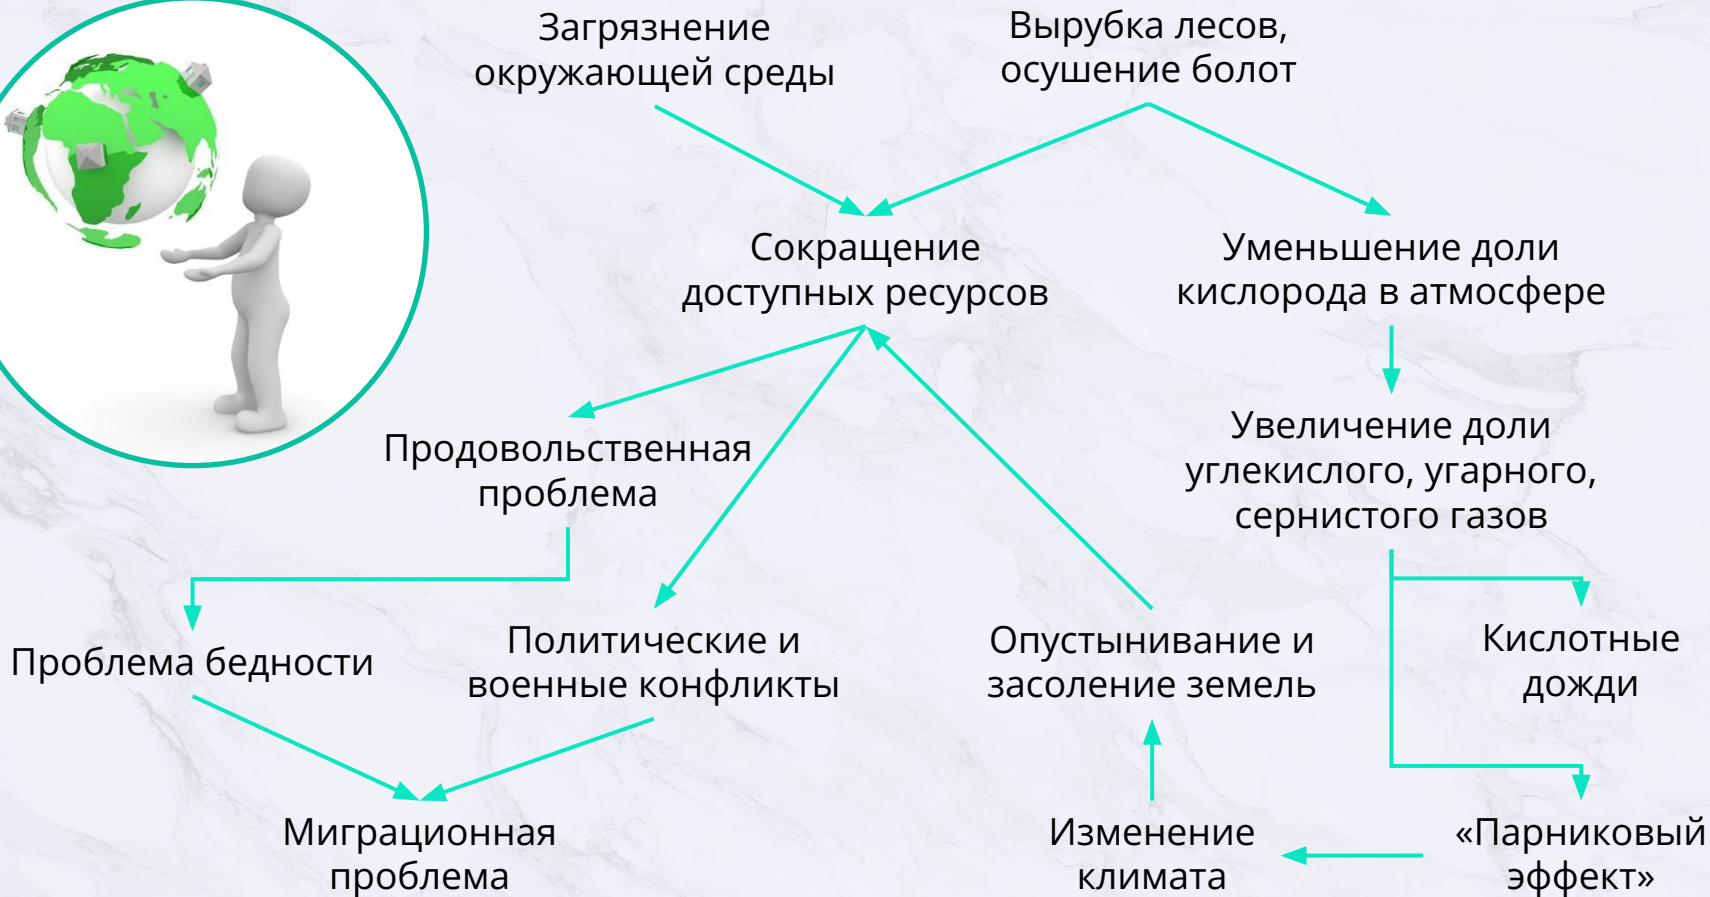 Загрязнение
окружающей среды
Вырубка лесов,
осушение болот
Сокращение
доступных ресурсов
Уменьшение доли
кислорода в атмосфере
Продовольственная
проблема
Увеличение доли
углекислого, угарного,
сернистого газов
Проблема бедности
Политические и
военные конфликты
Опустынивание и
засоление земель
Кислотные
дожди
Миграционная
проблема
Изменение
климата
«Парниковый
эффект»